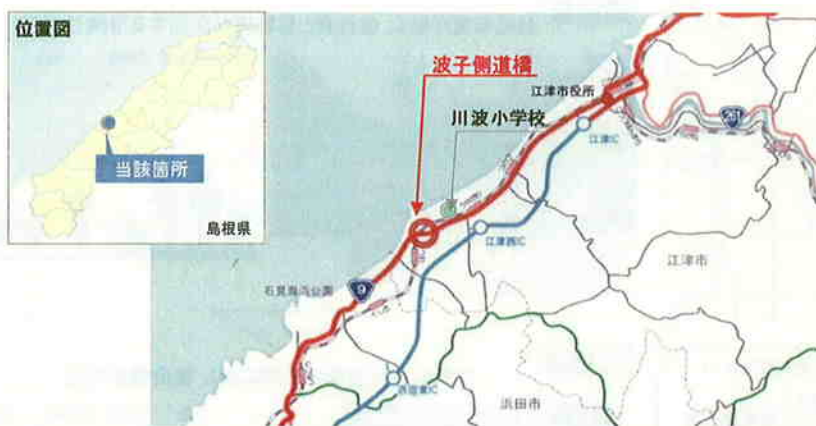 位置図
当該箇所
島根県
波子側道橋
川波小学校
江津市役所
江津IC
261
江津西IC
江津市
石見海浜公園
9
浜田市